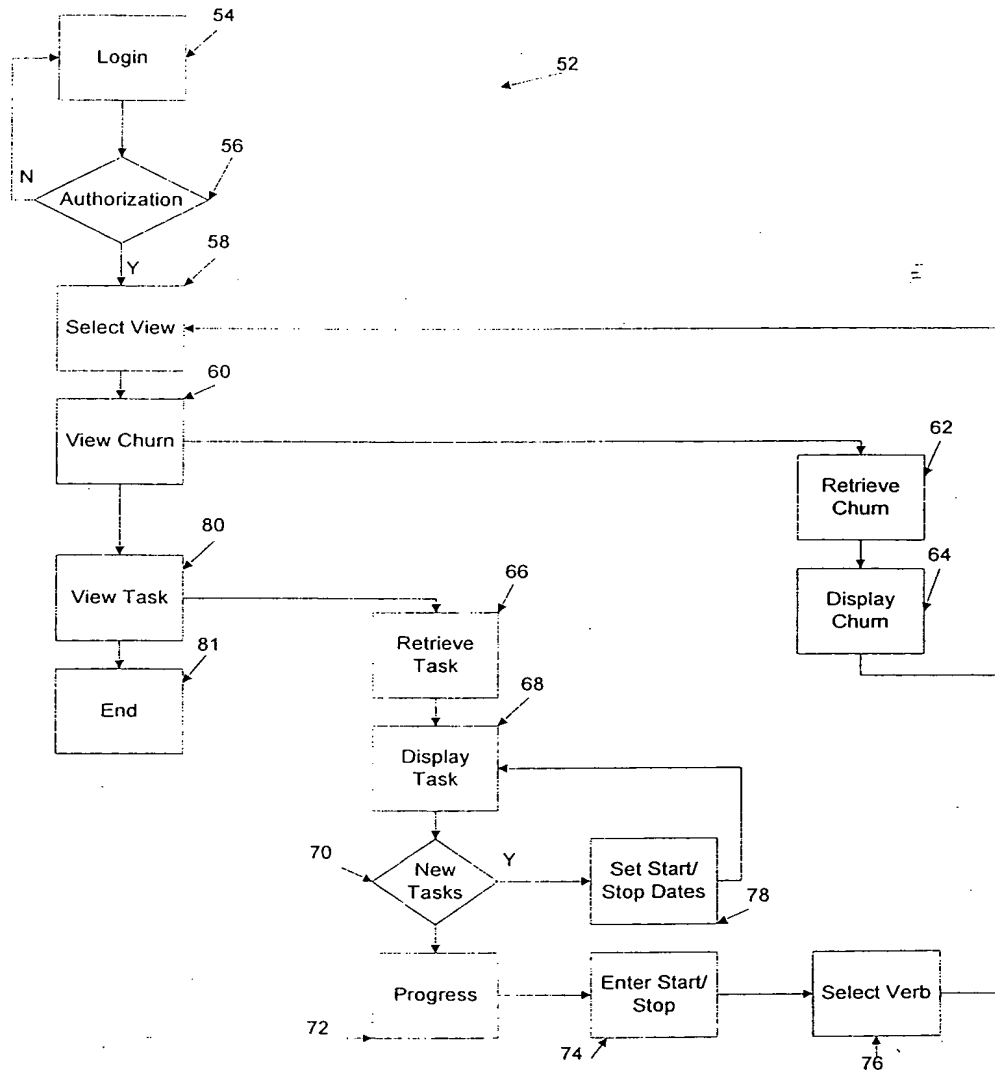 54
Login
52
56
N
Authorization
58
Y
Select View
60
View Churn
62
Retrieve
Churn
80
64
View Task
66
Display
Churn
Retrieve
Task
81
68
End
Display
Task
70
New
Tasks
Y
Set Start/
Stop Dates
78
Progress
Enter Start/
Stop
Select Verb
72
74
76